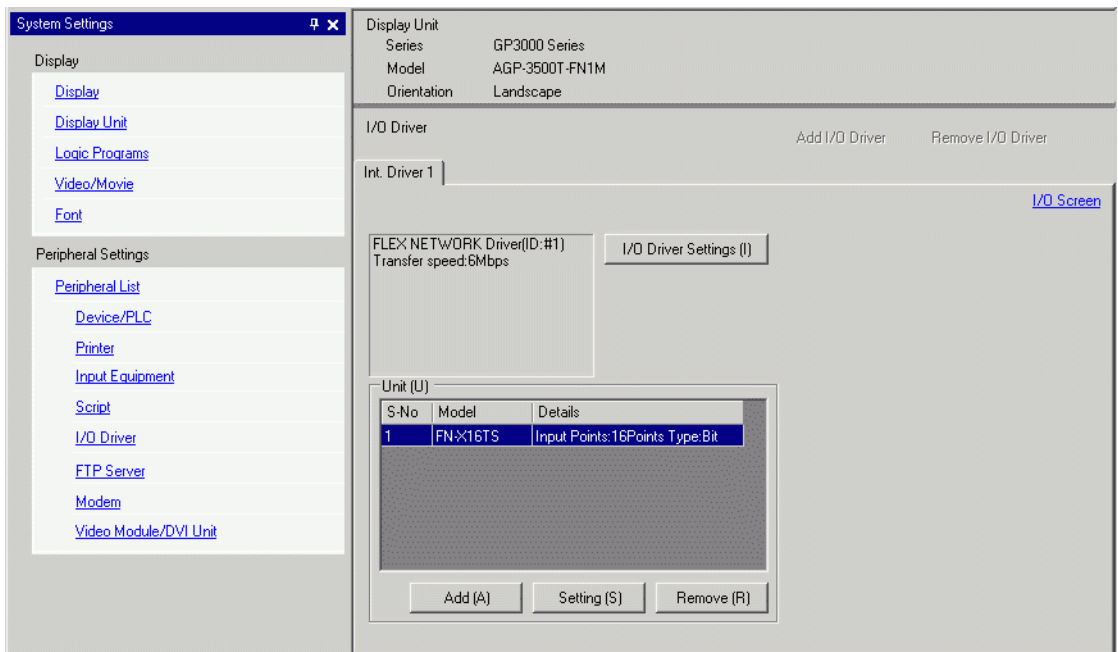 System Settings
Display
Display
Display Unit
Logic Programs
Video/Movie
Font
Peripheral Settings
Peripheral List
Device/PLC
Printer
Input Equipment
Script
I/O Driver
FTP Server
Modem
Video Module/DVI Unit
Display Unit
Series GP3000 Series
Model AGP-3500T-FN1M
Orientation Landscape
I/O Driver Add I/O Driver Remove I/O Driver
Int. Driver 1
I/O Screen
FLEX NETWORK Driver(ID:#1)
Transfer speed:6Mbps
I/O Driver Settings (I)
Unit (U)
S-No Model Details
1 FN-X16TS Input Points:16Points Type:Bit
Add (A) Setting (S) Remove (R)